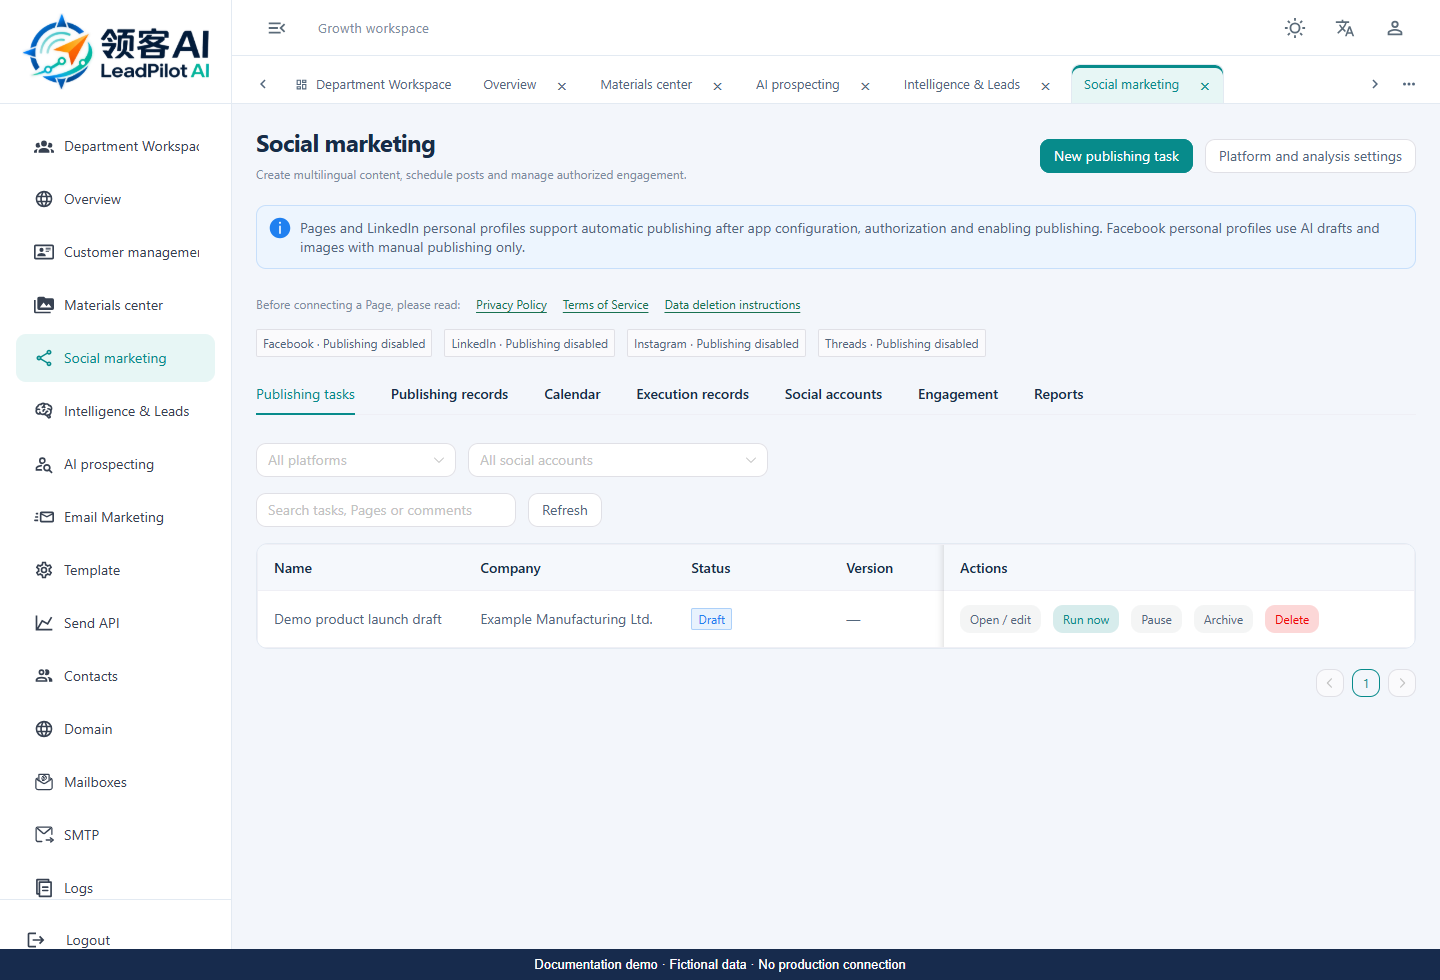 领客AI
LeadPilot AI
Growth workspace
Department Workspace
Overview
Materials center
AI prospecting
Intelligence & Leads
Social marketing
Department Workspac
Overview
Customer managemer
Materials center
Social marketing
Intelligence & Leads
AI prospecting
Email Marketing
Template
Send API
Contacts
Domain
Mailboxes
SMTP
Logs
Logout
Social marketing
Create multilingual content, schedule posts and manage authorized engagement.
New publishing task
Platform and analysis settings
Pages and LinkedIn personal profiles support automatic publishing after app configuration, authorization and enabling publishing. Facebook personal profiles use AI drafts and
images with manual publishing only.
Before connecting a Page, please read: Privacy Policy Terms of Service Data deletion instructions
Facebook · Publishing disabled
LinkedIn · Publishing disabled
Instagram · Publishing disabled
Threads · Publishing disabled
Publishing tasks
Publishing records
Calendar
Execution records
Social accounts
Engagement
Reports
All platforms
All social accounts
Search tasks, Pages or comments
Refresh
Name Company Status Version Actions
Demo product launch draft Example Manufacturing Ltd. Draft — Open / edit Run now Pause Archive Delete
1
Documentation demo · Fictional data · No production connection